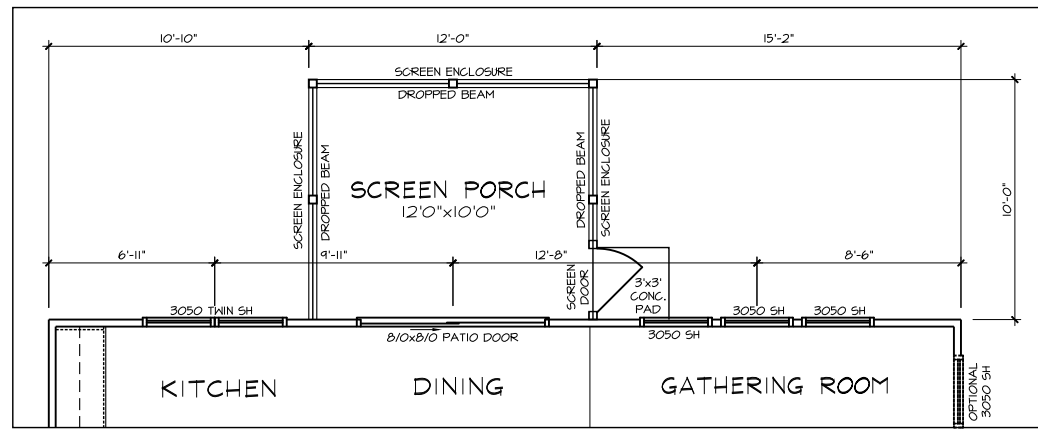 10'-10"
12'-0"
15'-2"
SCREEN ENCLOSURE
DROPPED BEAM
SCREEN ENCLOSURE
DROPPED BEAM
SCREEN PORCH
12'0"x10'0"
DROPPED BEAM
SCREEN ENCLOSURE
10'-0"
6'-11"
9'-11"
12'-8"
8'-6"
SCREEN
DOOR
3'x3'
CONC.
PAD
3050 TWIN SH
8/0x8/0 PATIO DOOR
3050 SH
3050 SH
3050 SH
KITCHEN
DINING
GATHERING ROOM
OPTIONAL
3050 SH